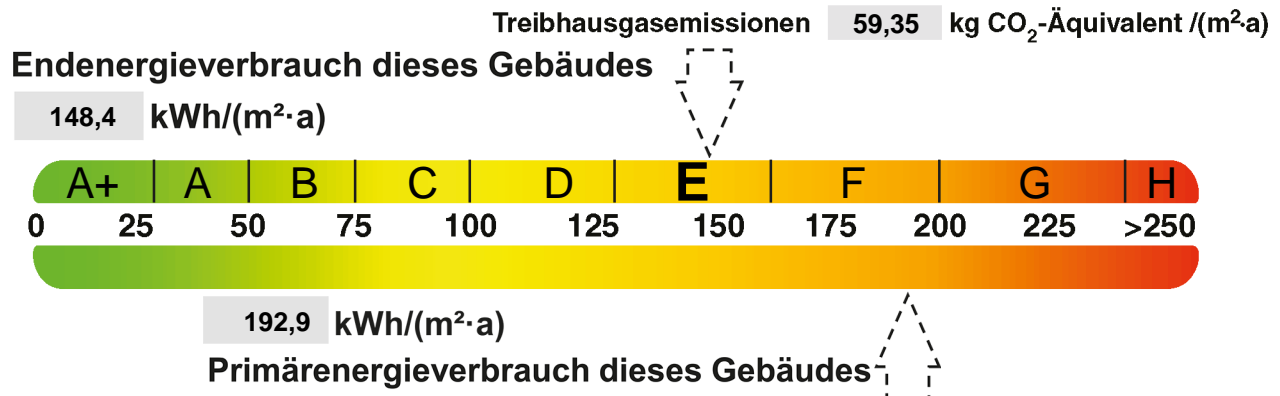 Treibhausgasemissionen 59,35 kg CO₂-Äquivalent /(m²·a)
Endenergieverbrauch dieses Gebäudes
148,4 kWh/(m²·a)
A+ A B C D E F G H
0 25 50 75 100 125 150 175 200 225 >250
192,9 kWh/(m²·a)
Primärenergieverbrauch dieses Gebäudes